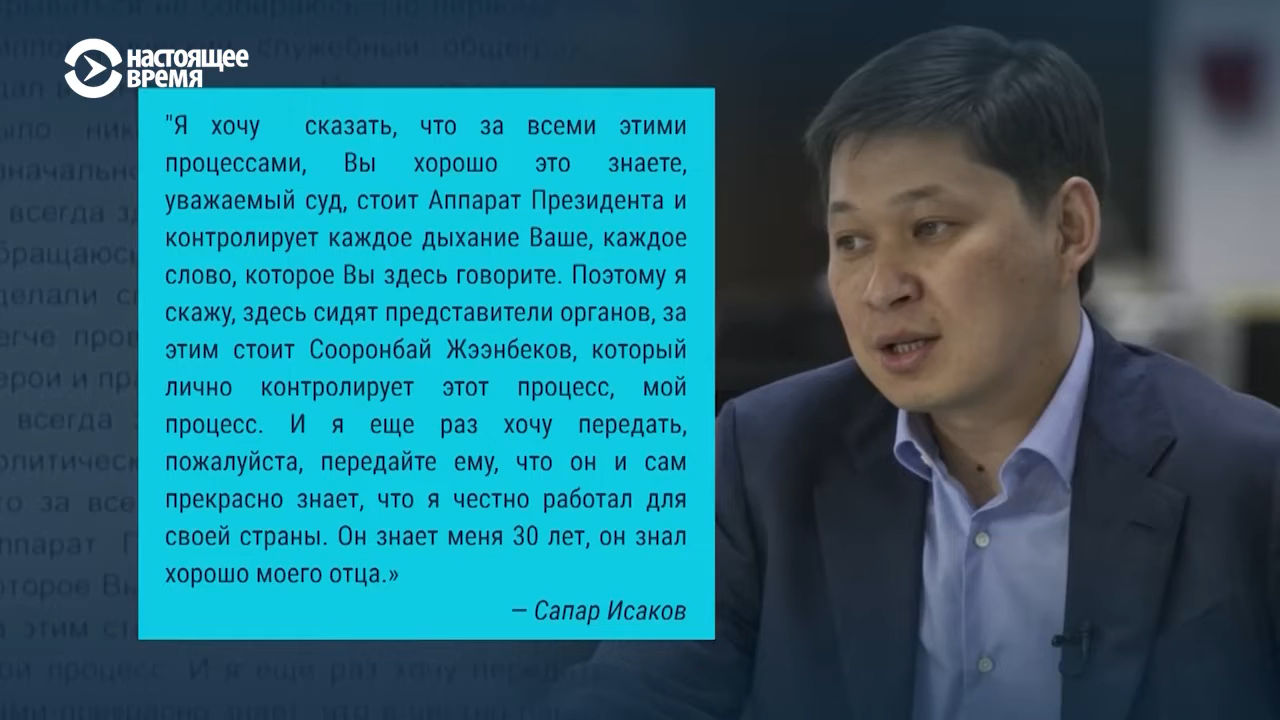 НАСТОЯЩЕЕ
ВРЕМЯ
"Я хочу сказать, что за всеми этими
процессами, Вы хорошо это знаете,
уважаемый суд, стоит Аппарат Президента и
контролирует каждое дыхание Ваше, каждое
слово, которое Вы здесь говорите. Поэтому я
скажу, здесь сидят представители органов, за
этим стоит Сооронбай Жээнбеков, который
лично контролирует этот процесс, мой
процесс. И я еще раз хочу передать,
пожалуйста, передайте ему, что он и сам
прекрасно знает, что я честно работал для
своей страны. Он знает меня 30 лет, он знал
хорошо моего отца.»
— Сапар Исаков